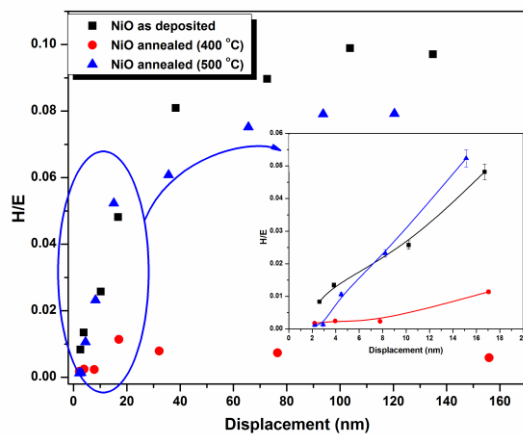 NiO as deposited
NiO annealed (400 °C)
NiO annealed (500 °C)
0.10
0.08
0.06
0.04
0.02
0.00
H/E
0 20 40 60 80 100 120 140 160
Displacement (nm)
0.06
0.05
0.04
0.03
0.02
0.01
0.00
H/E
2 4 6 8 10 12 14 16 18
Displacement (nm)